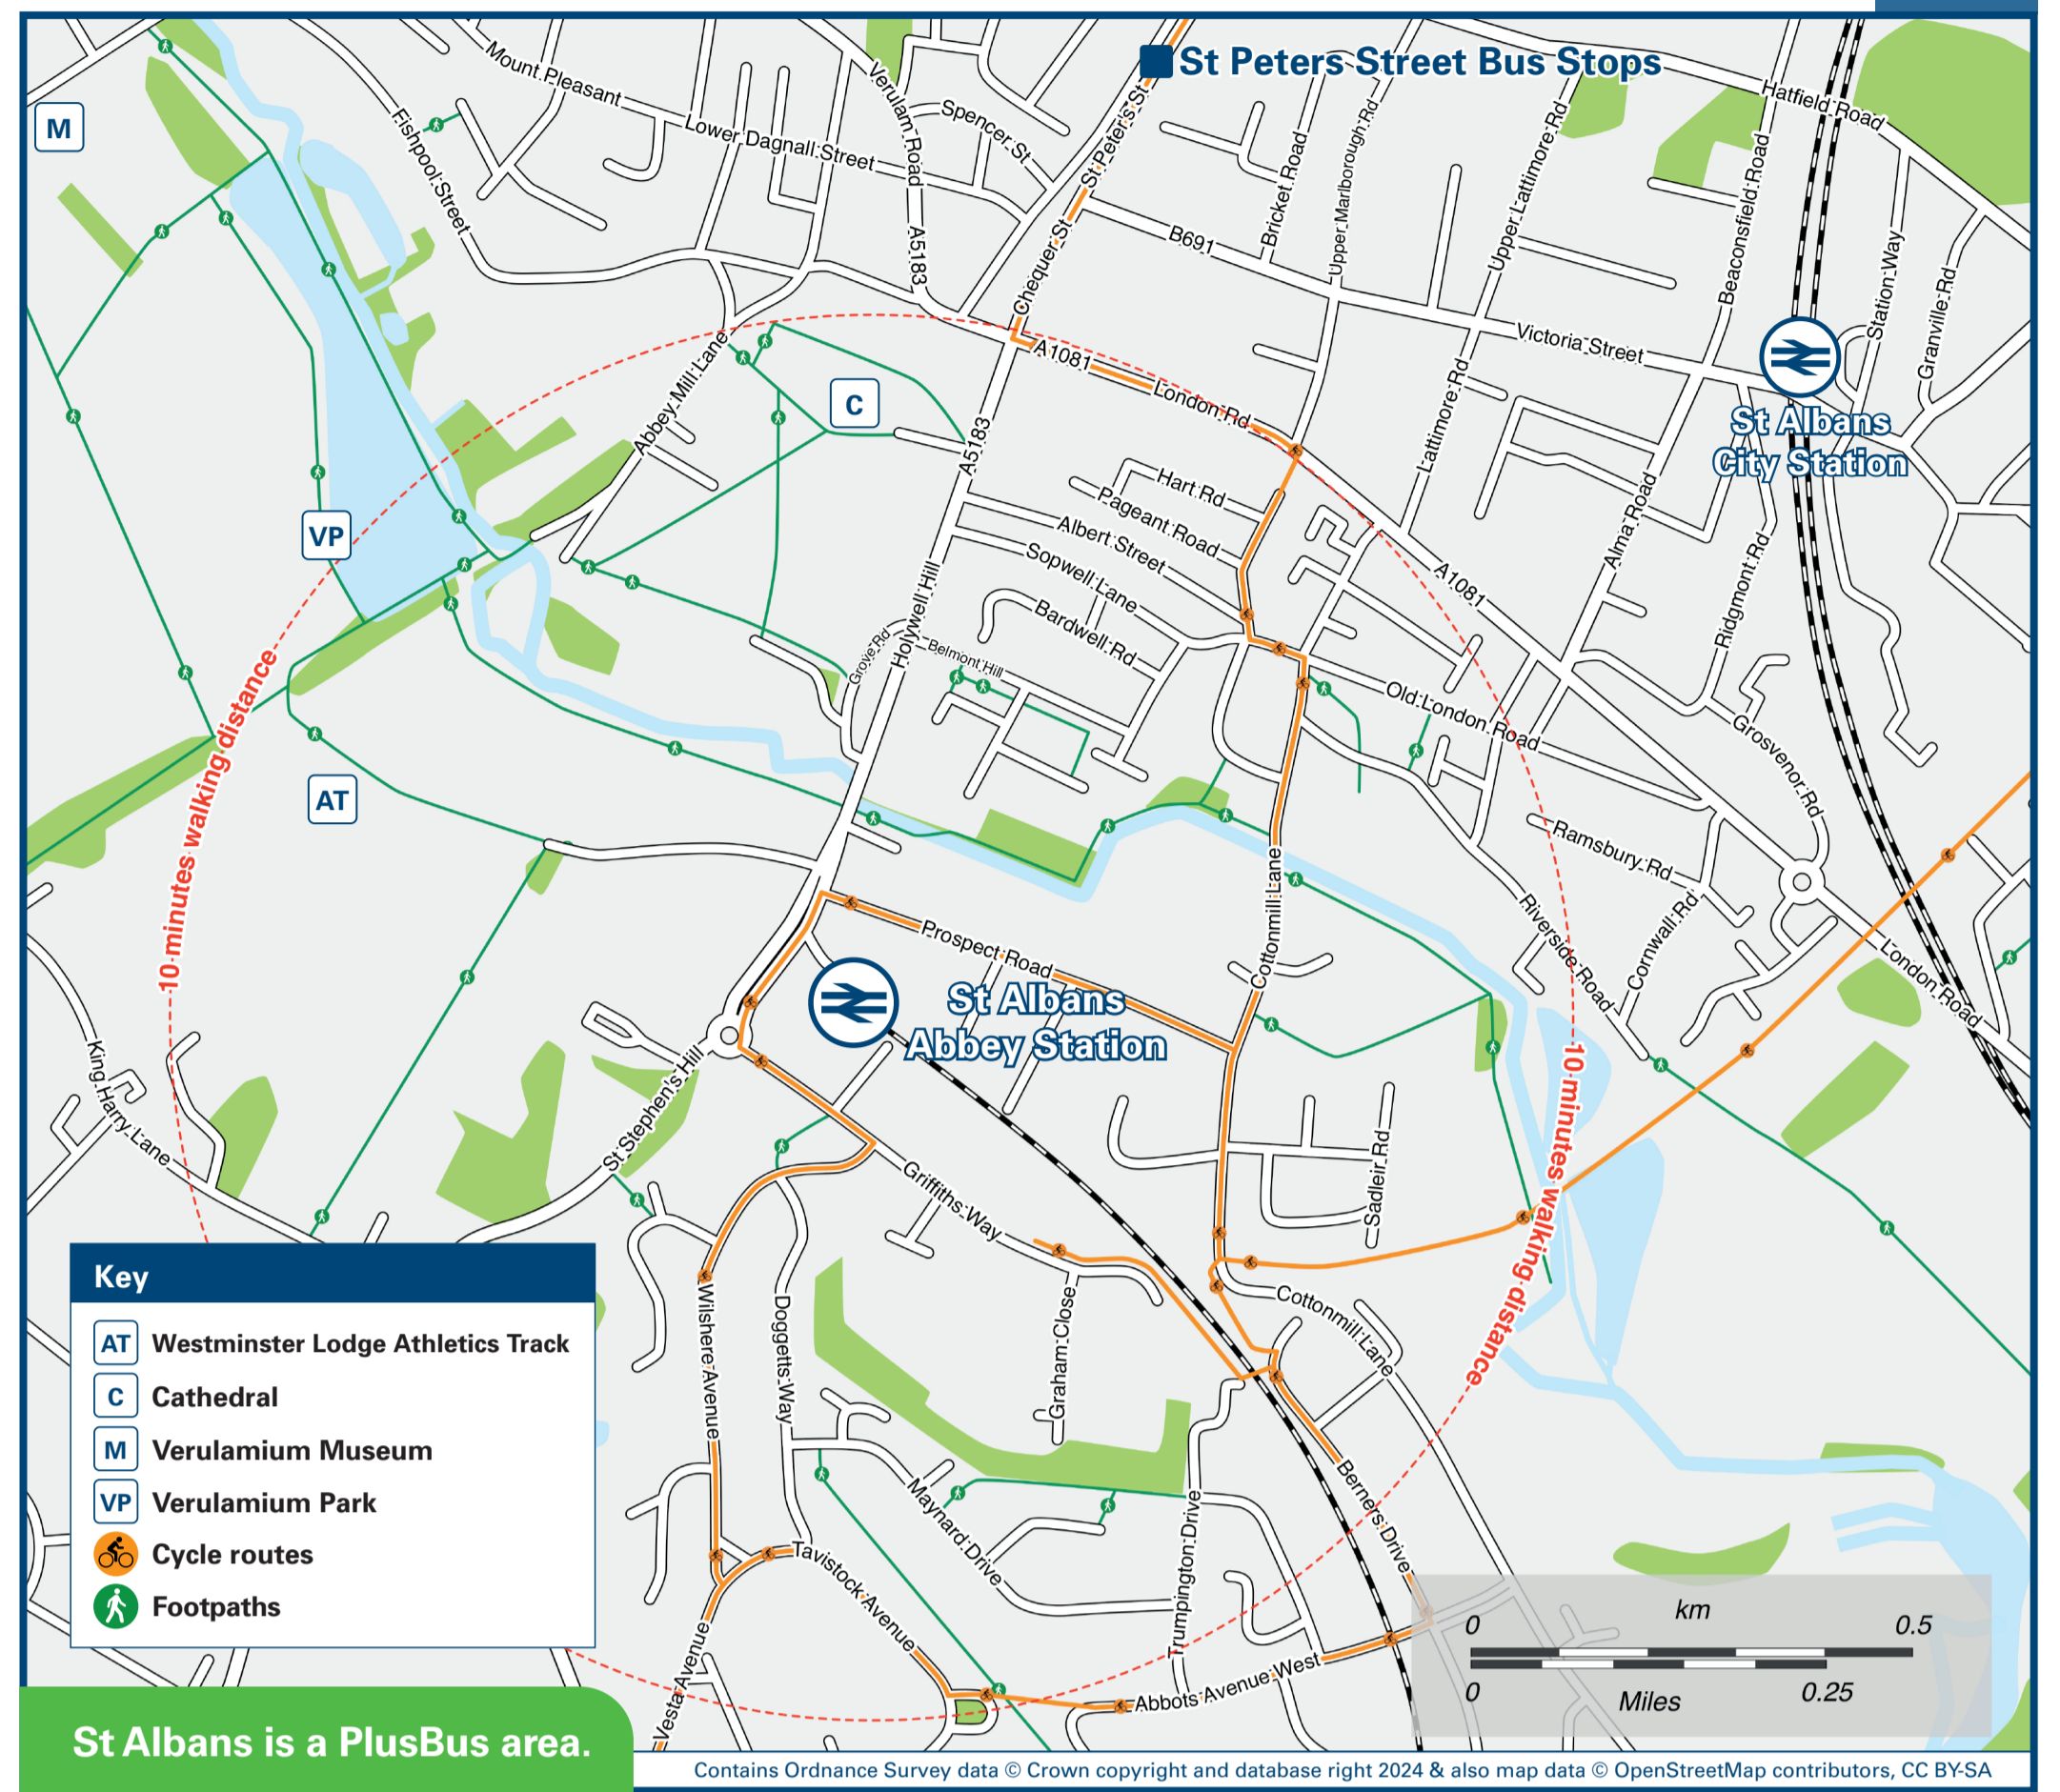 St Peters Street Bus Stops
Mount Pleasant
Verulam Road
Spencer St
St Peter's St
Hatfield Road
M
Fishpool Street
Lower Dagnall Street
Bricket Road
Upper Marlborough Rd
Upper Lattimore Rd
Beaconsfield Road
A5183
Chequer St
B691
Station Way
Granville Rd
Victoria Street
Abbey Mill Lane
A1081
London Rd
C
A5183
Lattimore Rd
St Albans
City Station
Hart Rd
Pageant Road
Albert Street
Sopwell Lane
Bardwell Rd
VP
Alma Road
A1081
Ridgmont Rd
Holywell Hill
Grove Rd
Belmont Hill
Old London Road
Grosvenor Rd
10 minutes walking distance
AT
Ramsbury Rd
Cornwall Rd
Riverside Road
London Road
Cottonmill Lane
Prospect Road
St Albans
Abbey Station
King Harry Lane
St Stephen's Hill
Griffiths Way
Sadleir Rd
10 minutes walking distance
Cottonmill Lane
Wilshere Avenue
Doggetts Way
Graham Close
Maynard Drive
Berners Drive
Trumpington Drive
Tavistock Avenue
Vesta Avenue
Abbots Avenue West
Key
AT Westminster Lodge Athletics Track
C Cathedral
M Verulamium Museum
VP Verulamium Park
Cycle routes
Footpaths
km
0 0.5
0 Miles 0.25
St Albans is a PlusBus area.
Contains Ordnance Survey data © Crown copyright and database right 2024 & also map data © OpenStreetMap contributors, CC BY-SA